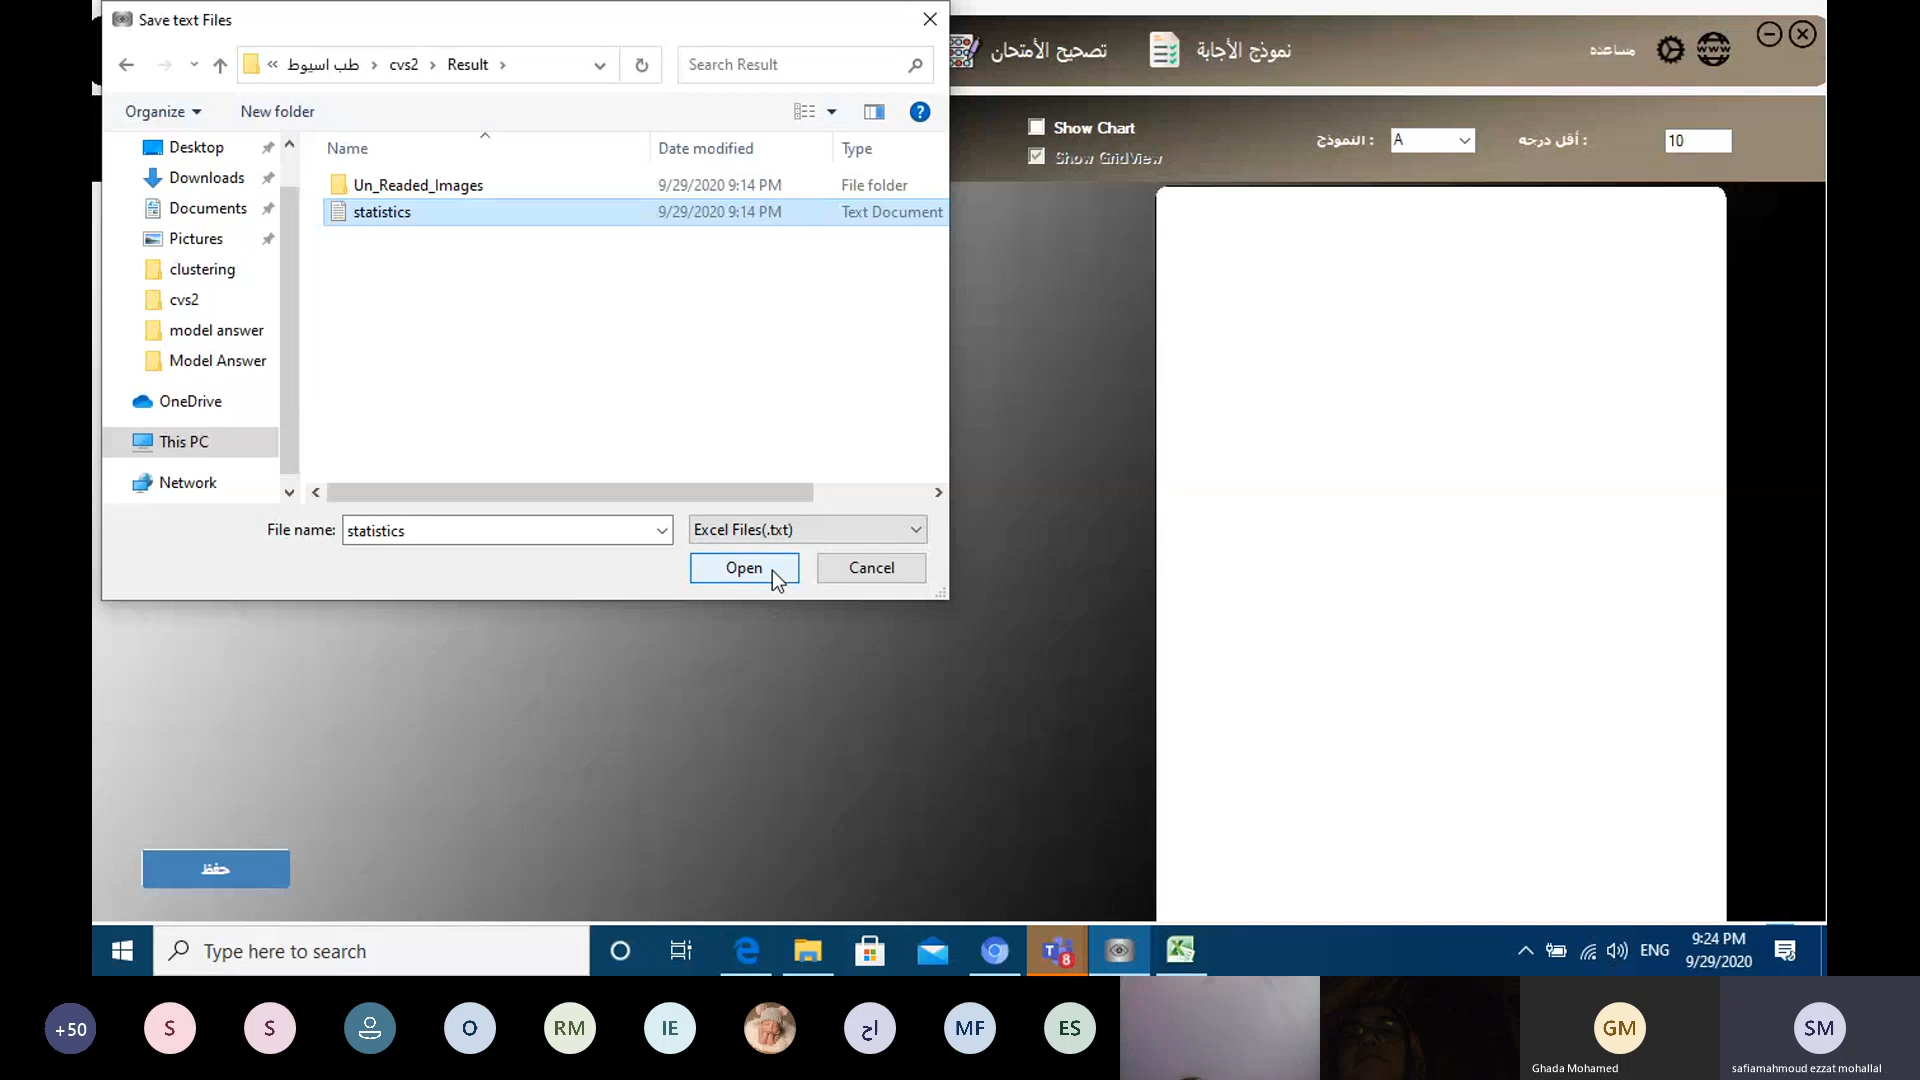 Save text Files
طب اسيوط
cvs2
Result
Search Result
Organize
New folder
Desktop
Downloads
Documents
Pictures
clustering
cvs2
model answer
Model Answer
OneDrive
This PC
Network
Name
Date modified
Type
Un_Readed_Images
9/29/2020 9:14 PM
File folder
statistics
9/29/2020 9:14 PM
Text Document
File name:
statistics
Excel Files(.txt)
Open
Cancel
تصحيح الأمتحان
نموذج الأجابة
مساعده
WWW
Show Chart
Show GridView
النموذج :
A
أقل درجه :
10
حفظ
Type here to search
8
ENG
9:24 PM
9/29/2020
+50
S
S
O
RM
IE
اح
MF
ES
GM
Ghada Mohamed
SM
safiamahmoud ezzat mohallal